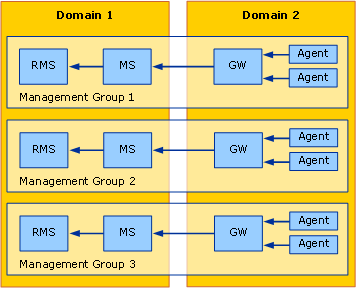 Domain 1
Domain 2
RMS
MS
GW
Agent
Agent
Management Group 1
RMS
MS
GW
Agent
Agent
Management Group 2
RMS
MS
GW
Agent
Agent
Management Group 3